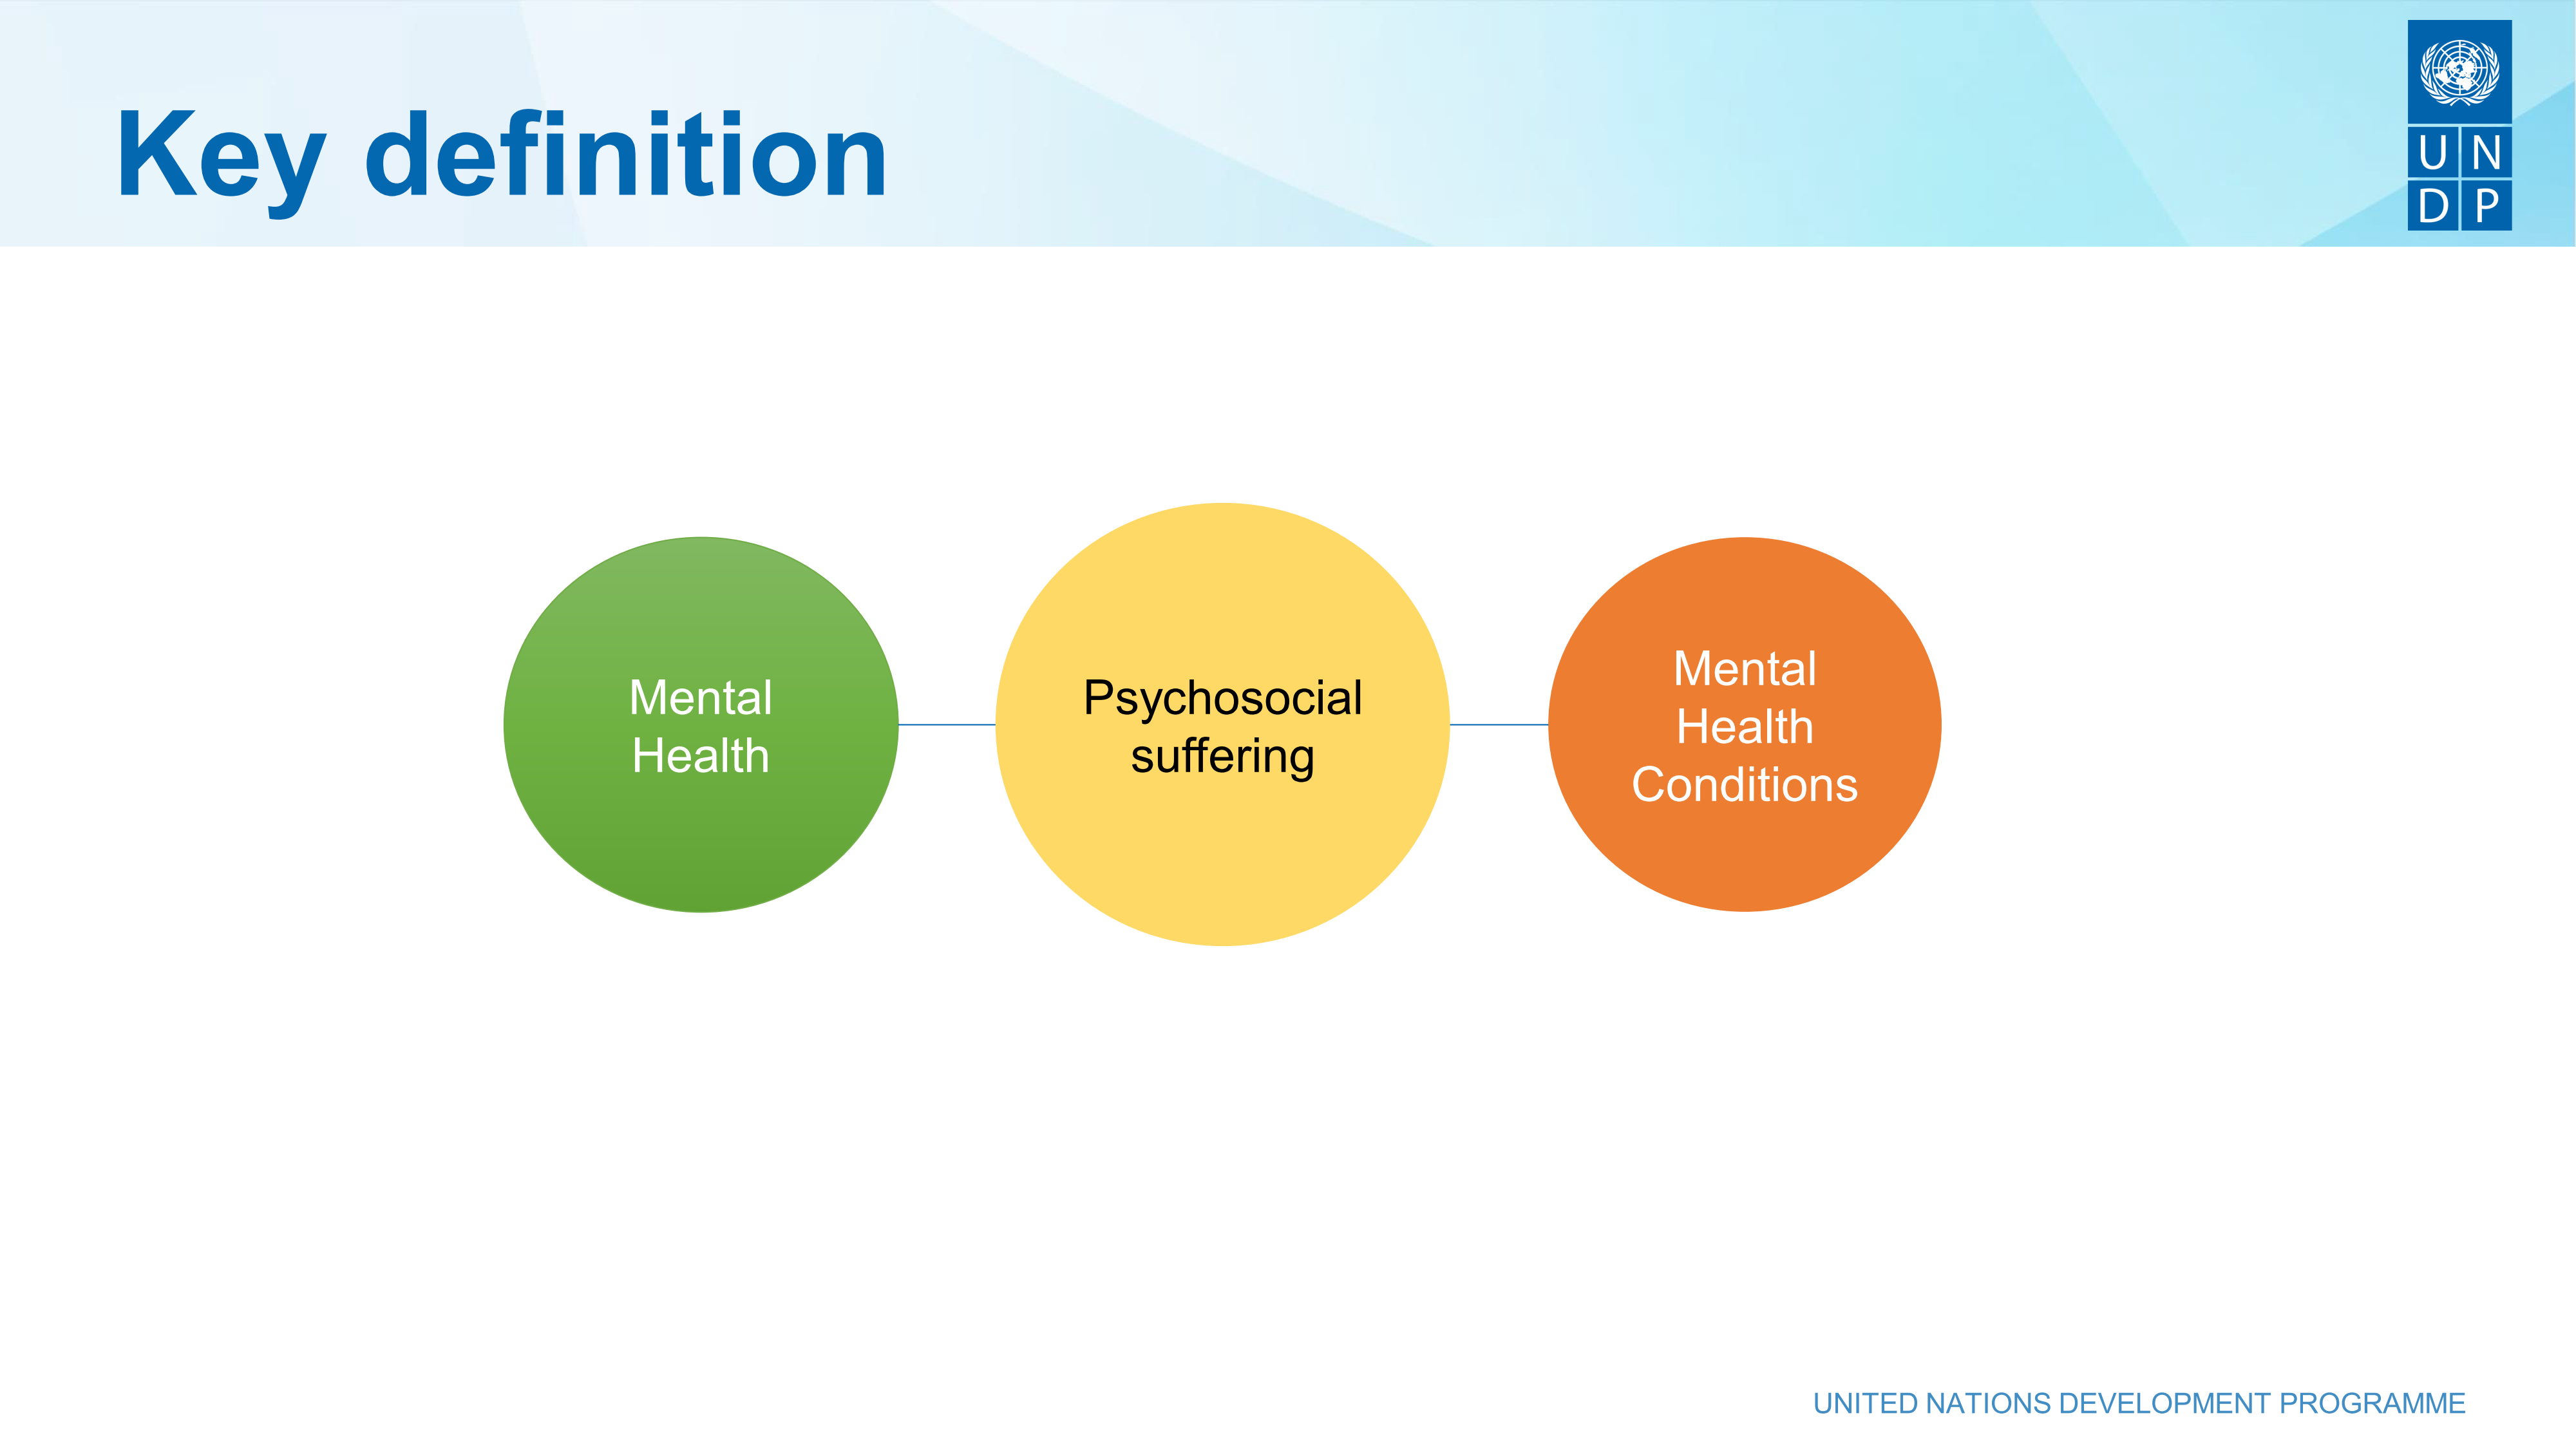 Key definition
U N
D P
Mental
Health
Psychosocial
suffering
Mental
Health
Conditions
UNITED NATIONS DEVELOPMENT PROGRAMME